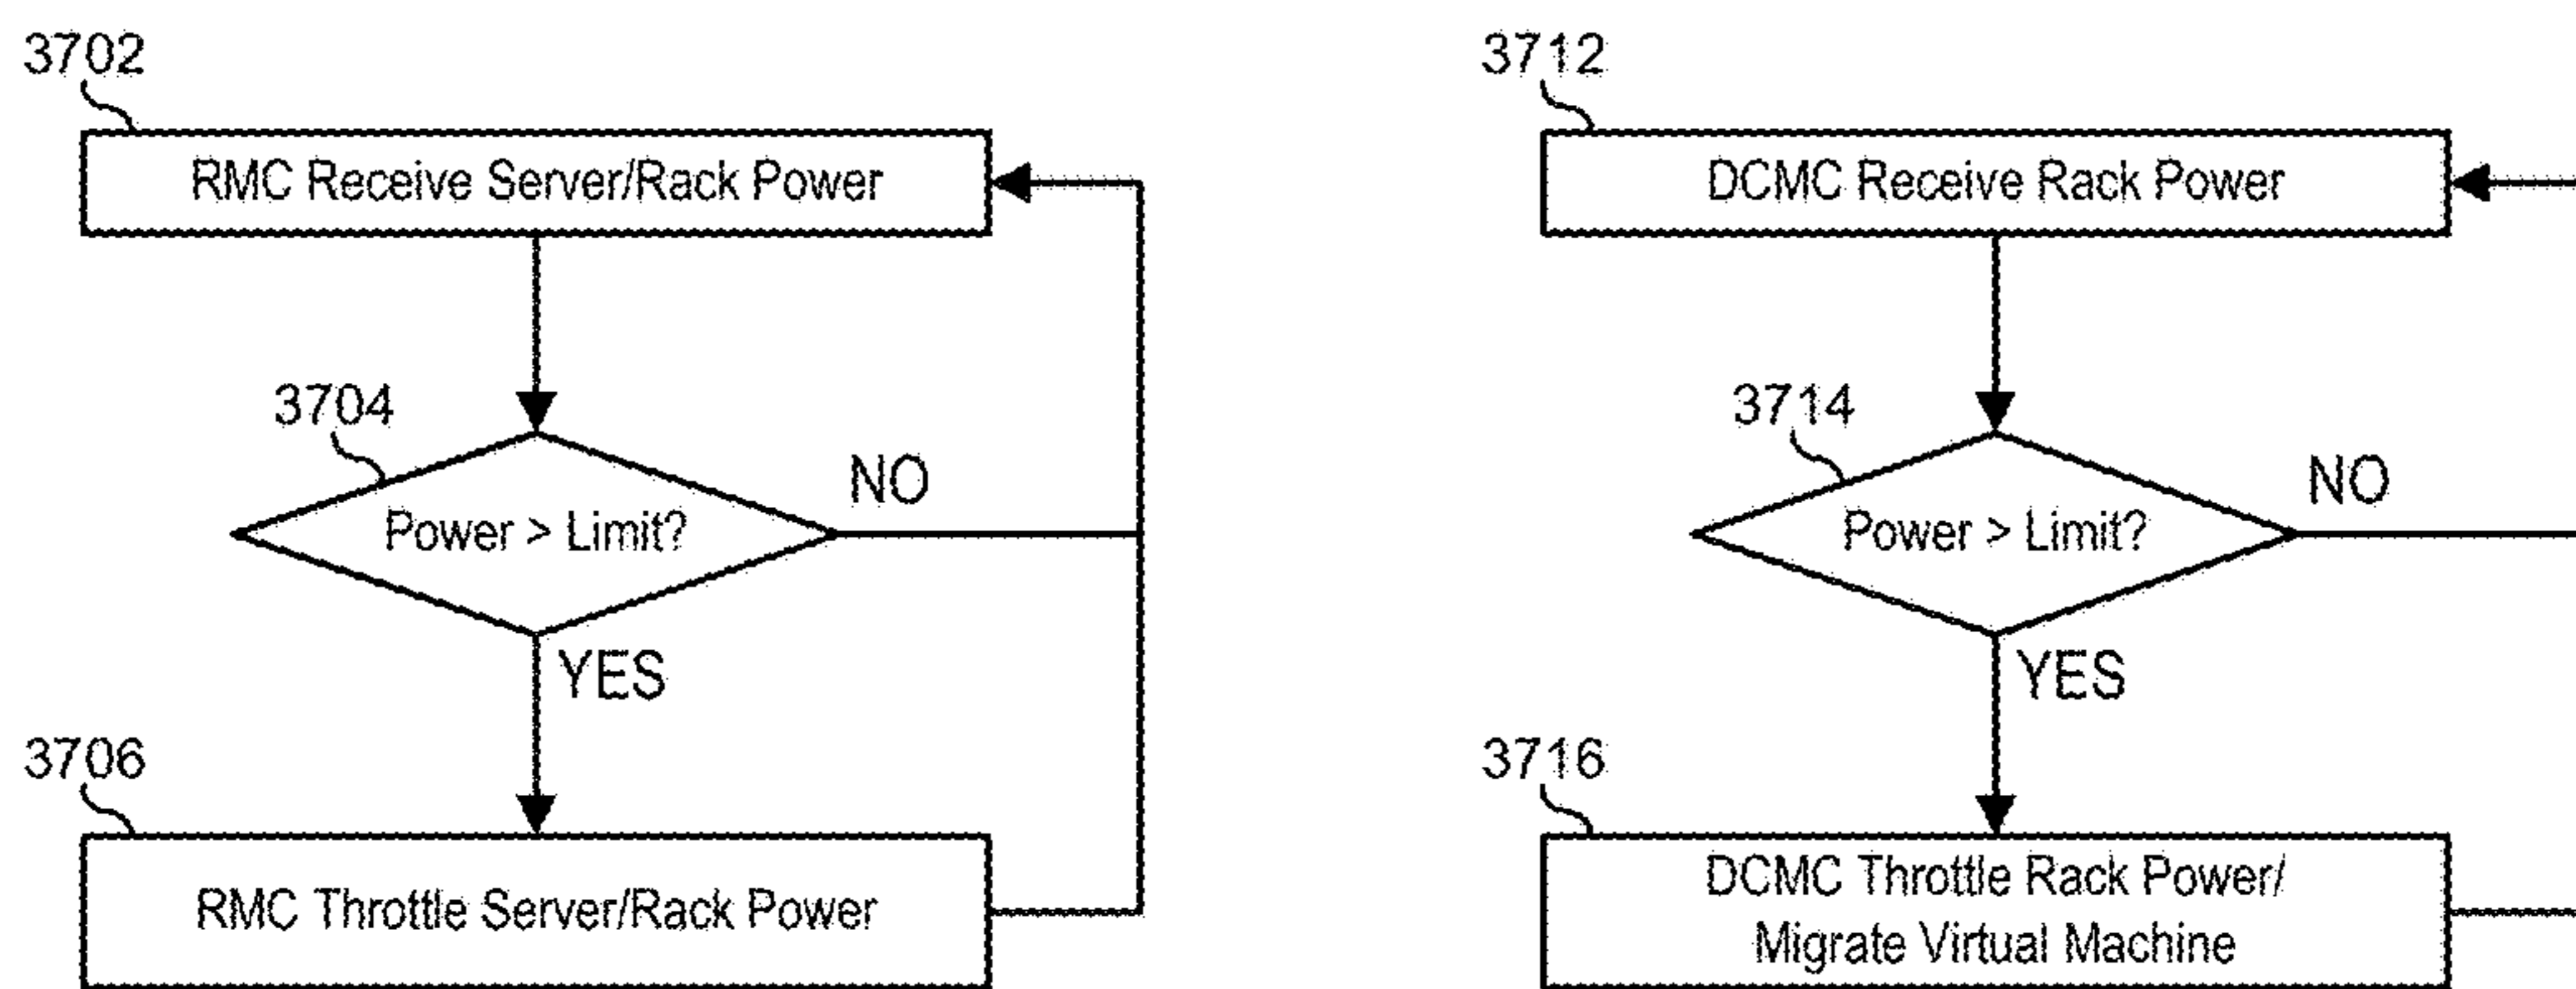 3702
RMC Receive Server/Rack Power
3704
Power > Limit?
NO
YES
3706
RMC Throttle Server/Rack Power
3712
DCMC Receive Rack Power
3714
Power > Limit?
NO
YES
3716
DCMC Throttle Rack Power/
Migrate Virtual Machine